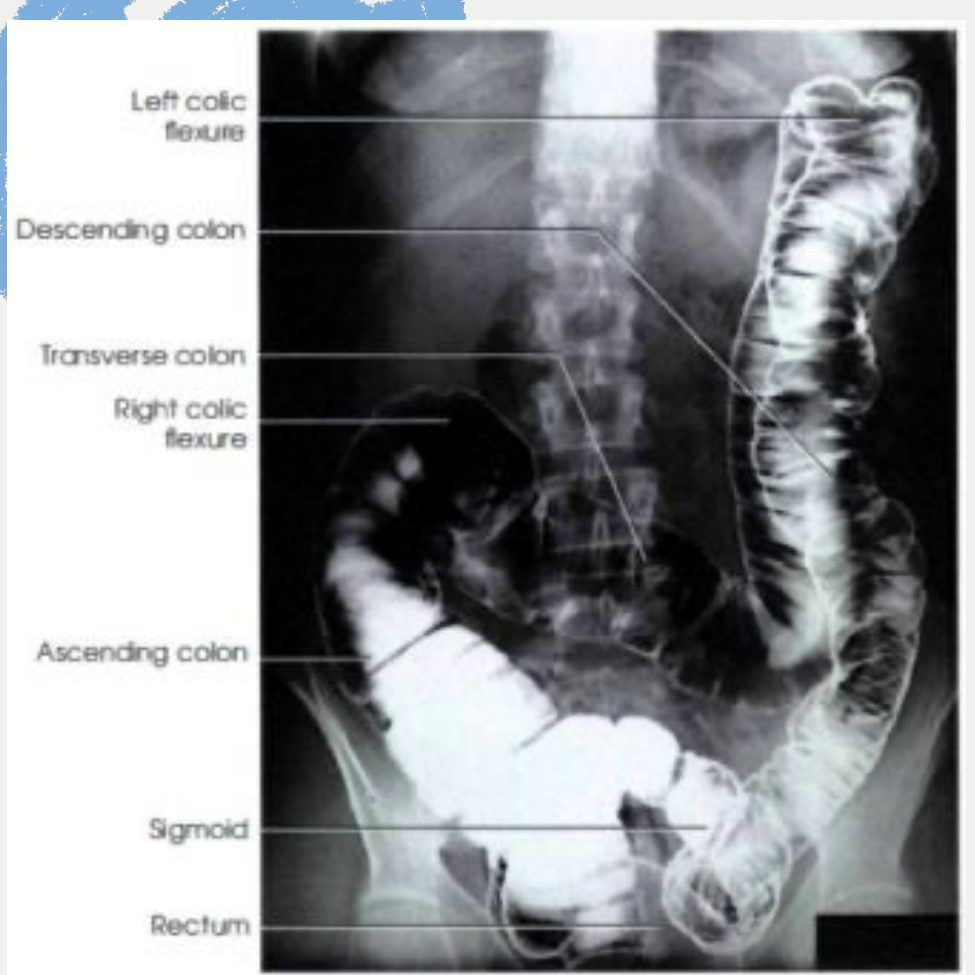 Left colic
flexure
Descending colon
Transverse colon
Right colic
flexure
Ascending colon
Sigmoid
Rectum